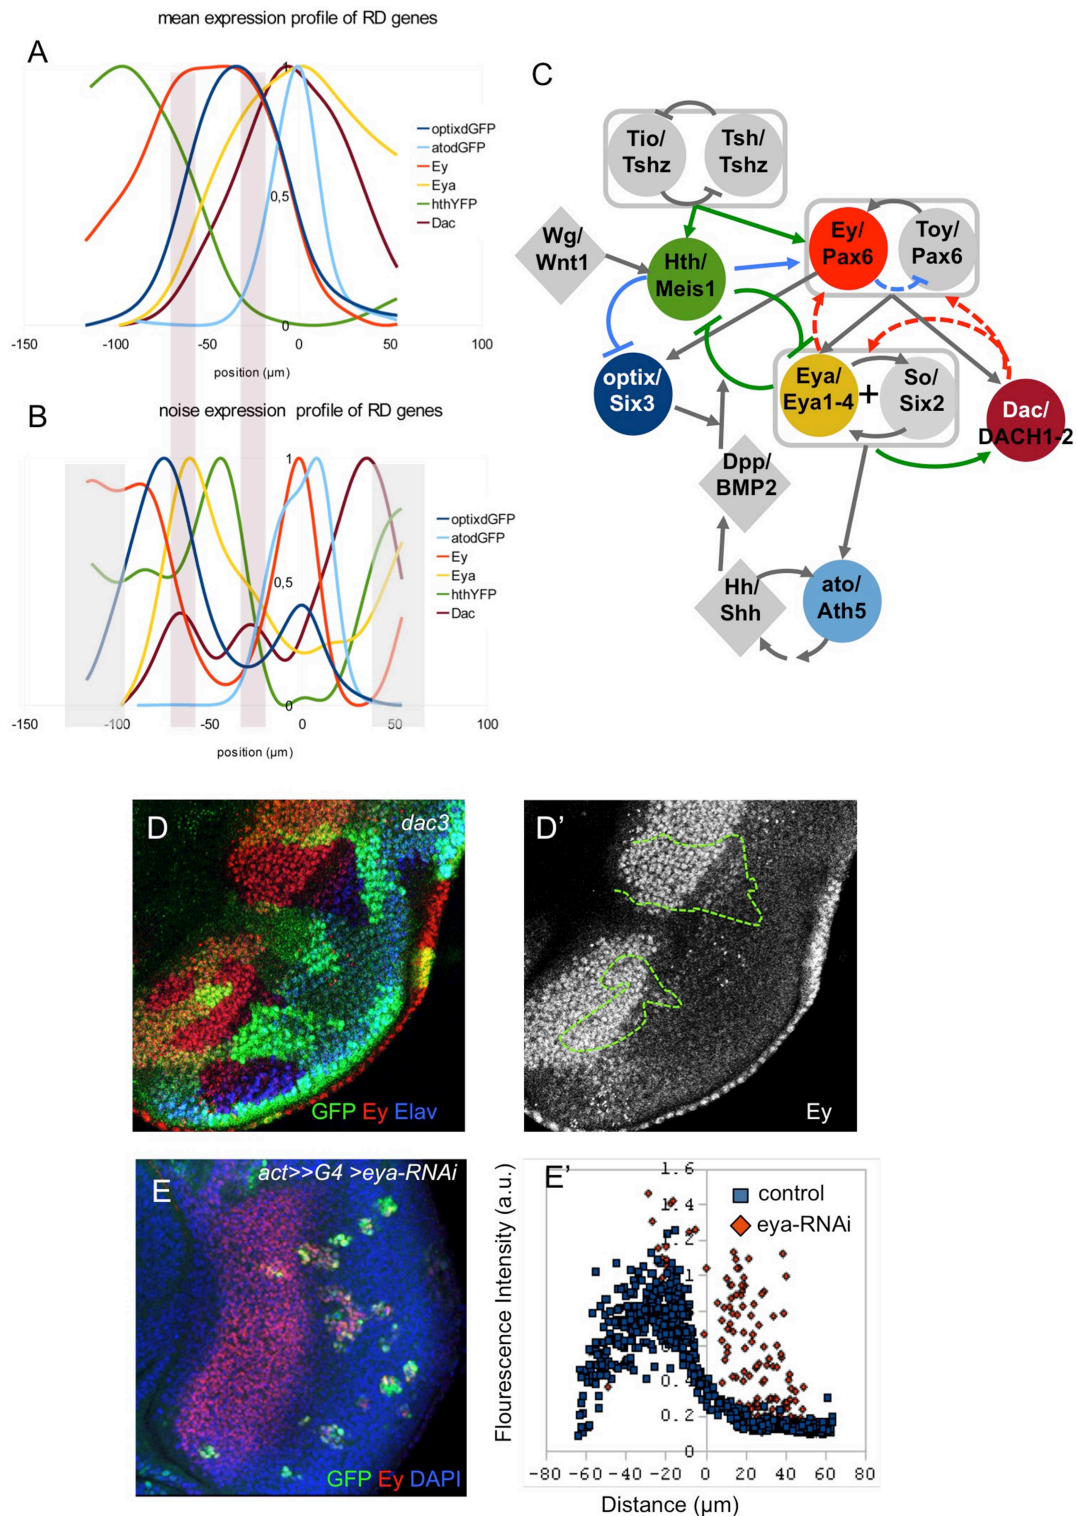 mean expression profile of RD genes
A
1
0,5
0
optixdGFP
atodGFP
Ey
Eya
hthYFP
Dac
-150 -100 -50 0 50 100
position (µm)
noise expression profile of RD genes
B
1
0,5
0
optixdGFP
atodGFP
Ey
Eya
hthYFP
Dac
-150 -100 -50 0 50 100
position (µm)
C
Tio/
Tshz
Tsh/
Tshz
Wg/
Wnt1
Hth/
Meis1
Ey/
Pax6
Toy/
Pax6
optix/
Six3
Eya/
Eya1-4
+
So/
Six2
Dac/
DACH1-2
Dpp/
BMP2
Hh/
Shh
ato/
Ath5
D
dac3
GFP Ey Elav
D’
Ey
E
act>>G4 >eya-RNAi
GFP Ey DAPI
E’
Flourescence Intensity (a.u.)
1.6
1.4
1.2
1
0.4
0.2
0
control
eya-RNAi
-80 -60 -40 -20 0 20 40 60 80
Distance (µm)